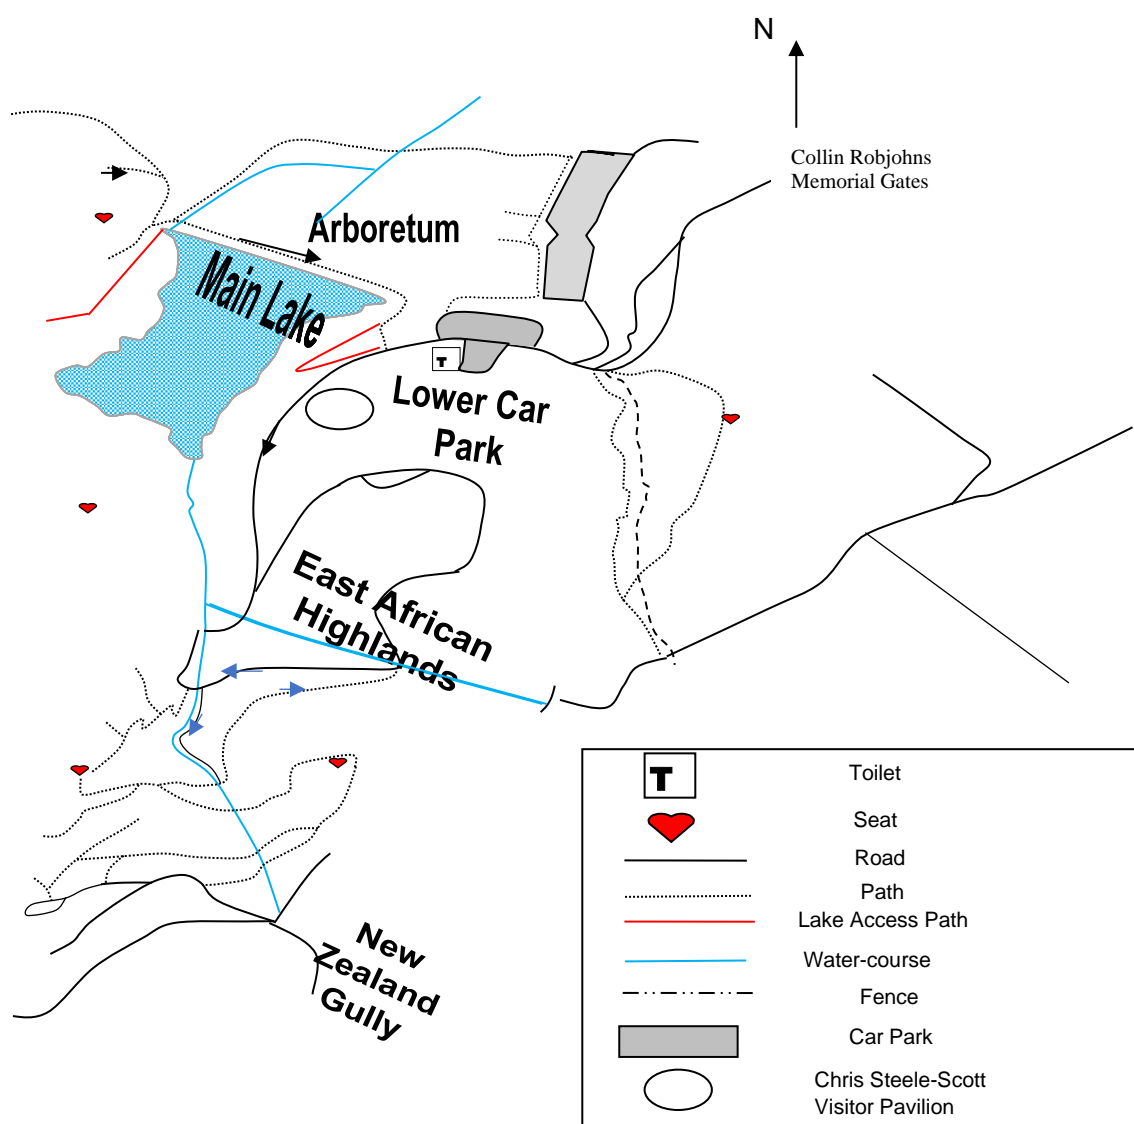 N
Collin Robjohns
Memorial Gates
Arboretum
Main Lake
T
Lower Car
Park
East African
Highlands
New
Zealand
Gully
T
Toilet
Seat
Road
Path
Lake Access Path
Water-course
Fence
Car Park
Chris Steele-Scott
Visitor Pavilion